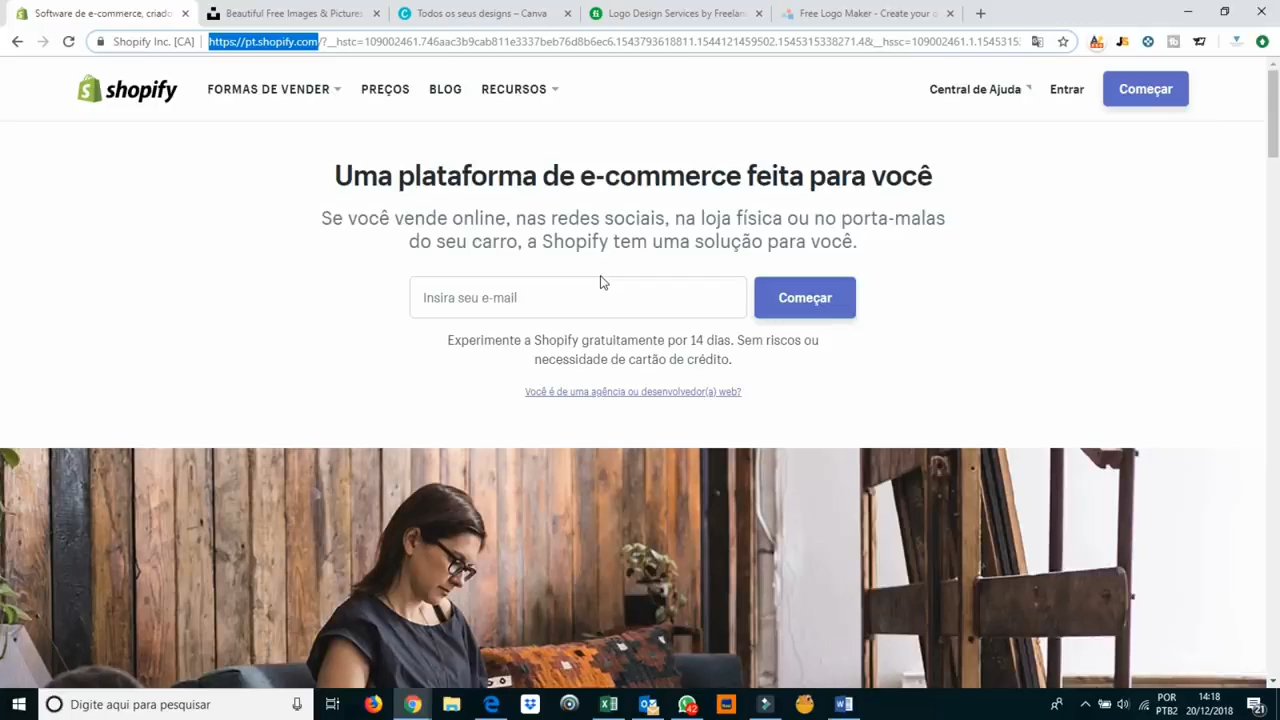 Software de e-commerce, criado
Beautiful Free Images & Pictures
Todos os seus designs – Canva
Logo Design Services by Freelan
Free Logo Maker - Create your o
Shopify Inc. [CA]
https://pt.shopify.com/?__hstc=109002461.746aac3b9cab811e3337beb76d8b6ec6.1543793618811.1544121459502.1545315338271.4&__hssc=109002461.1.1545315
shopify
FORMAS DE VENDER
PREÇOS
BLOG
RECURSOS
Central de Ajuda
Entrar
Começar
Uma plataforma de e-commerce feita para você
Se você vende online, nas redes sociais, na loja física ou no porta-malas
do seu carro, a Shopify tem uma solução para você.
Insira seu e-mail
Começar
Experimente a Shopify gratuitamente por 14 dias. Sem riscos ou
necessidade de cartão de crédito.
Você é de uma agência ou desenvolvedor(a) web?
Digite aqui para pesquisar
42
POR
PTB2
14:18
20/12/2018
21